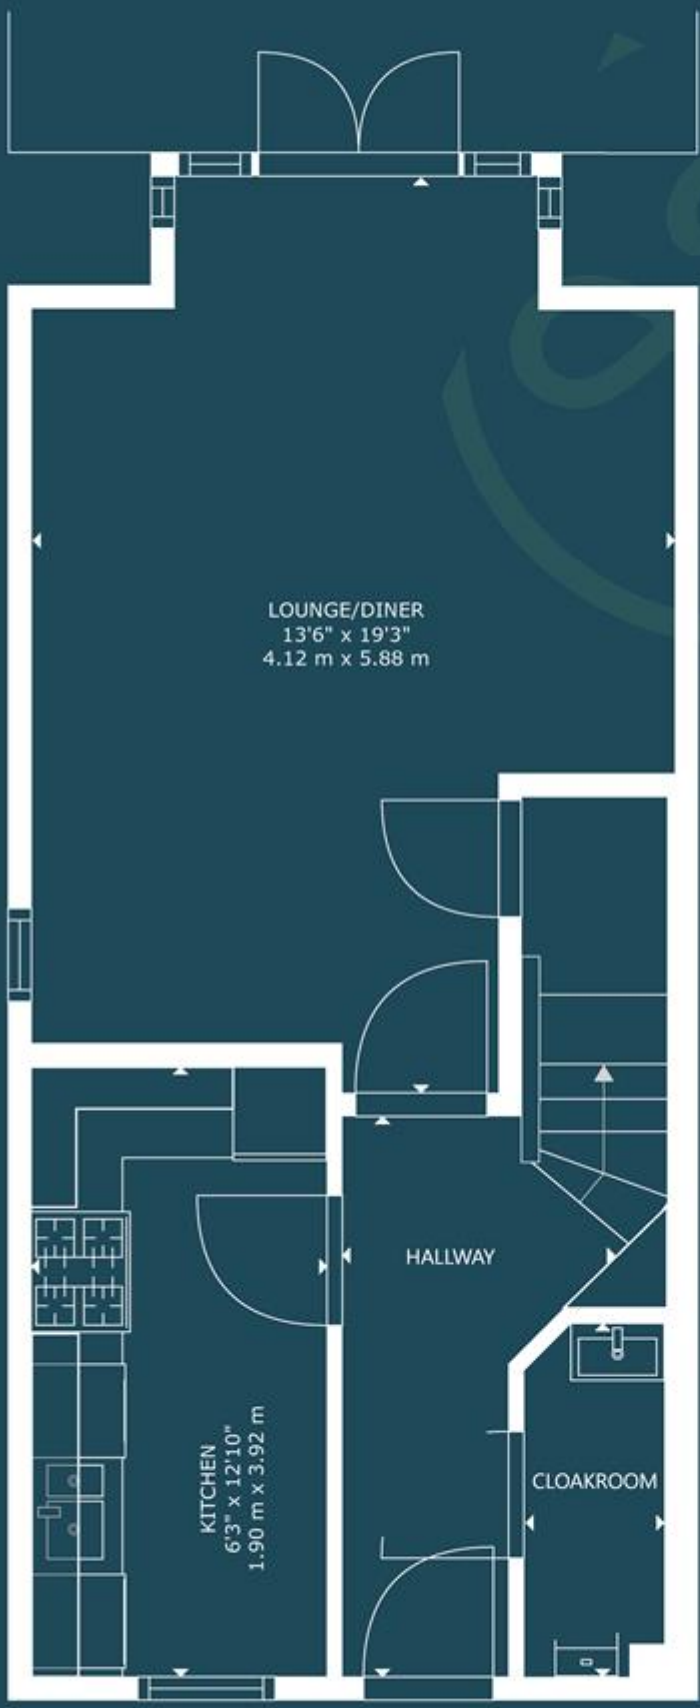 LOUNGE/DINER
13'6" x 19'3"
4.12 m x 5.88 m
HALLWAY
KITCHEN
6'3" x 12'10"
1.90 m x 3.92 m
CLOAKROOM